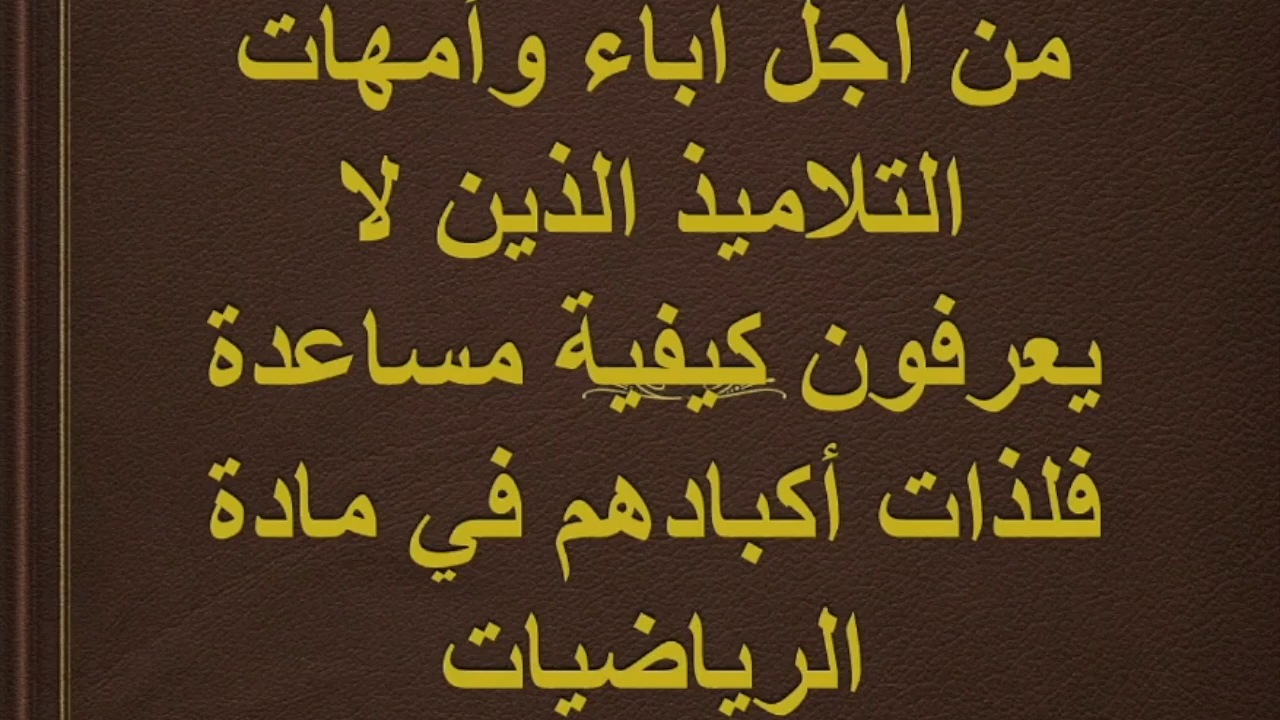 من اجل اباء وأمهات
التلاميذ الذين لا
يعرفون كيفية مساعدة
فلذات أكبادهم في مادة
الرياضيات